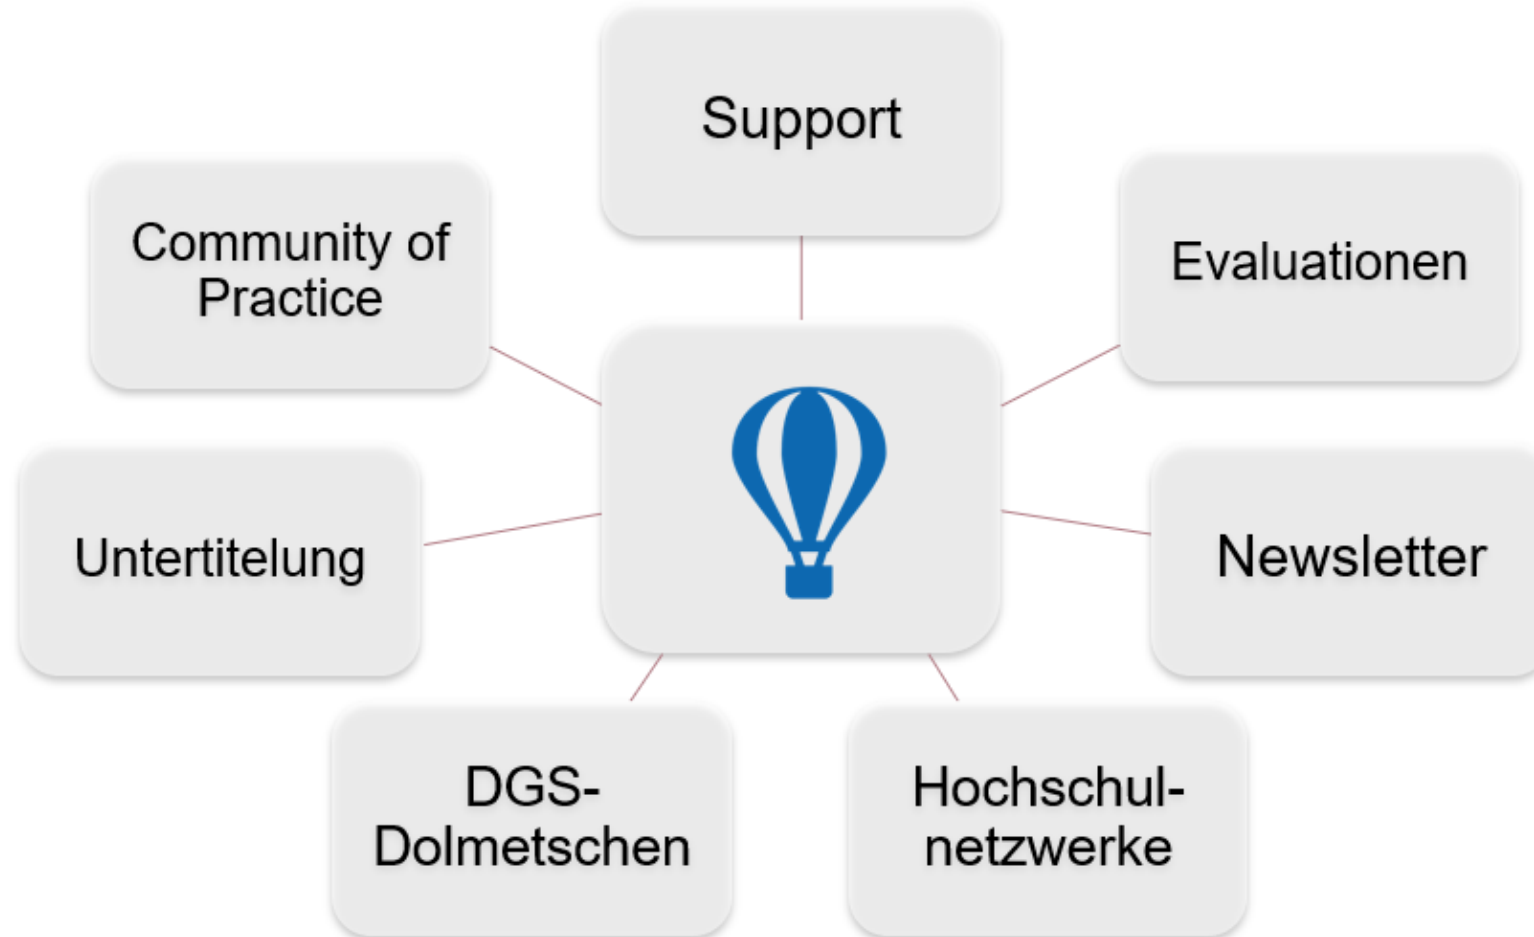 Support
Community of
Practice
Evaluationen
Untertitelung
Newsletter
DGS-
Dolmetschen
Hochschul-
netzwerke